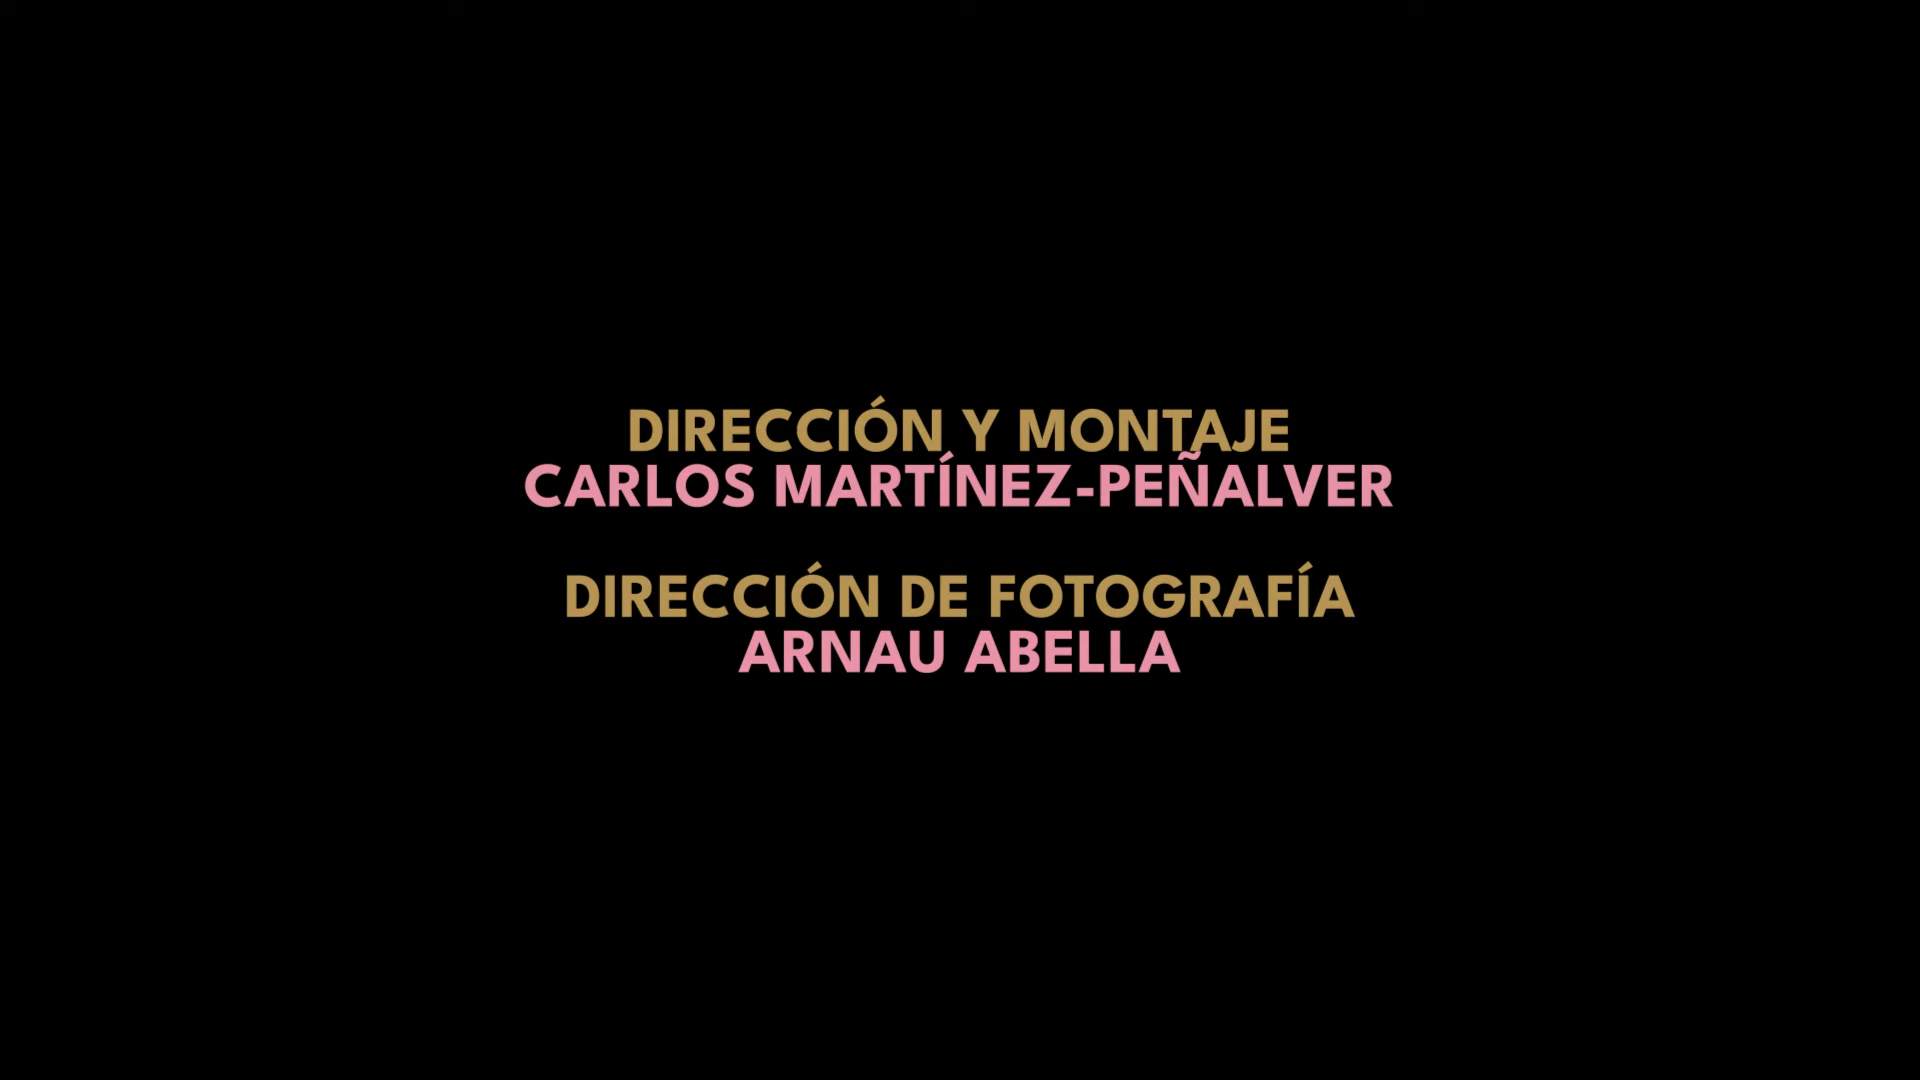 DIRECCIÓN Y MONTAJE
CARLOS MARTÍNEZ-PEÑALVER
DIRECCIÓN DE FOTOGRAFÍA
ARNAU ABELLA